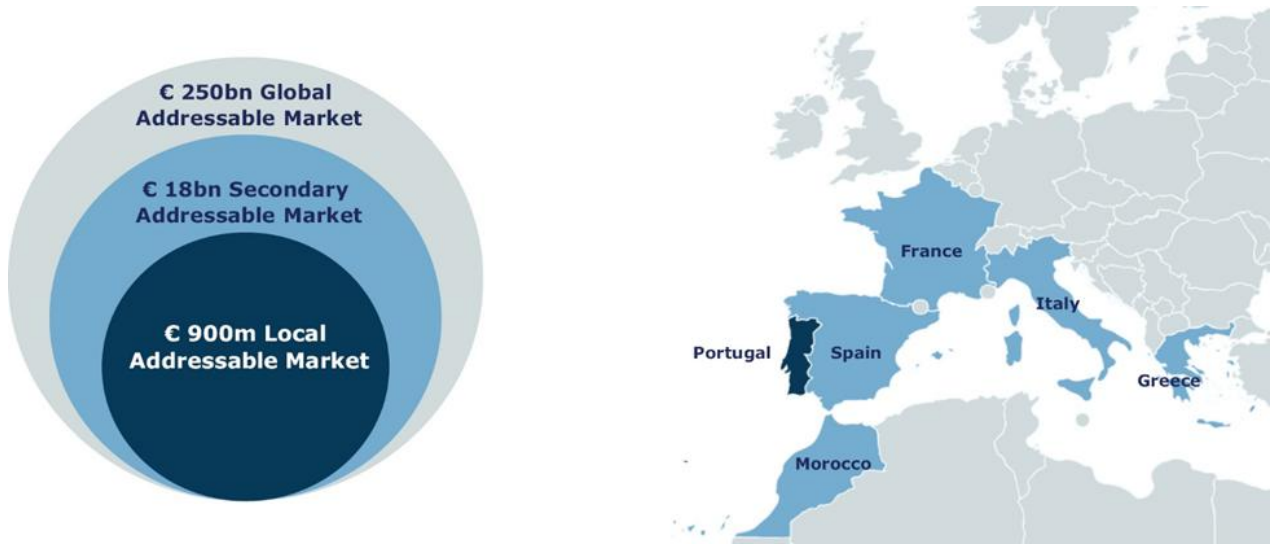 € 250bn Global
Addressable Market
€ 18bn Secondary
Addressable Market
€ 900m Local
Addressable Market
France
Italy
Portugal
Spain
Greece
Morocco